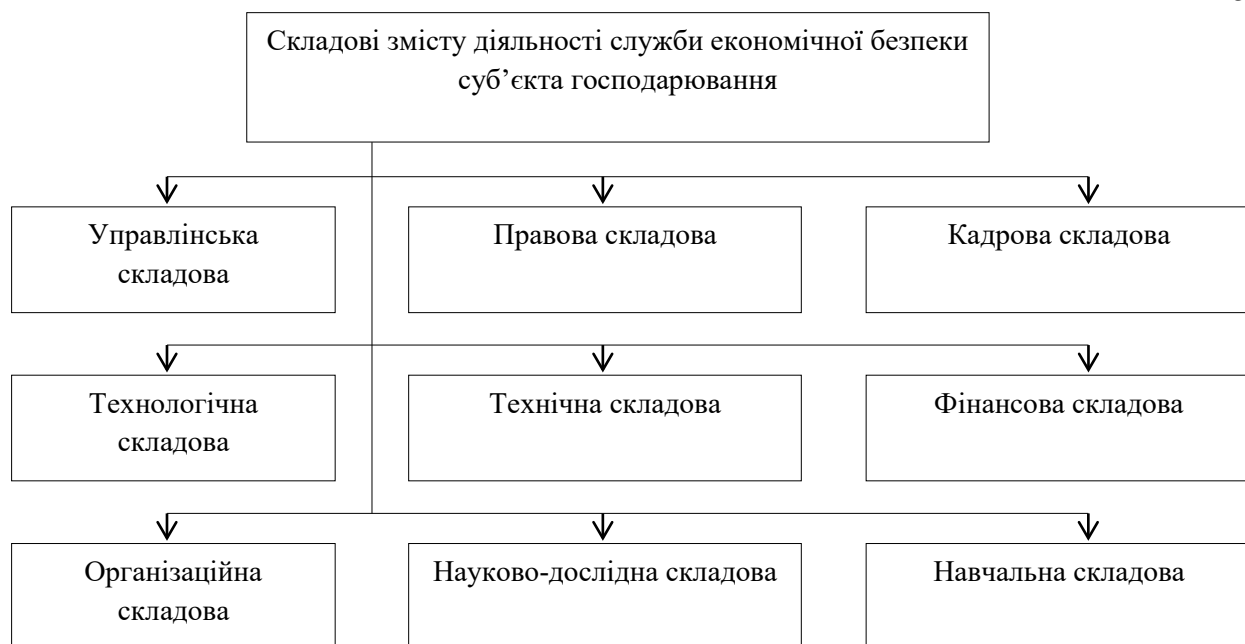 Складові змісту діяльності служби економічної безпеки
суб’єкта господарювання
Управлінська
складова
Правова складова
Кадрова складова
Технологічна
складова
Технічна складова
Фінансова складова
Організаційна
складова
Науково-дослідна складова
Навчальна складова